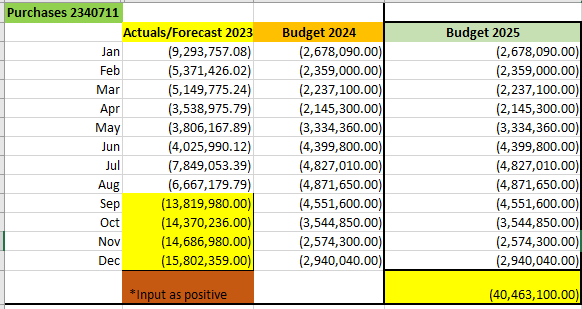 Purchases 2340711
Actuals/Forecast 2023 Budget 2024 Budget 2025
Jan (9,293,757.08) (2,678,090.00) (2,678,090.00)
Feb (5,371,426.02) (2,359,000.00) (2,359,000.00)
Mar (5,149,775.24) (2,237,100.00) (2,237,100.00)
Apr (3,538,975.79) (2,145,300.00) (2,145,300.00)
May (3,806,167.89) (3,334,360.00) (3,334,360.00)
Jun (4,025,990.12) (4,399,800.00) (4,399,800.00)
Jul (7,849,053.39) (4,827,010.00) (4,827,010.00)
Aug (6,667,179.79) (4,871,650.00) (4,871,650.00)
Sep (13,819,980.00) (4,551,600.00) (4,551,600.00)
Oct (14,370,236.00) (3,544,850.00) (3,544,850.00)
Nov (14,686,980.00) (2,574,300.00) (2,574,300.00)
Dec (15,802,359.00) (2,940,040.00) (2,940,040.00)
*Input as positive (40,463,100.00)